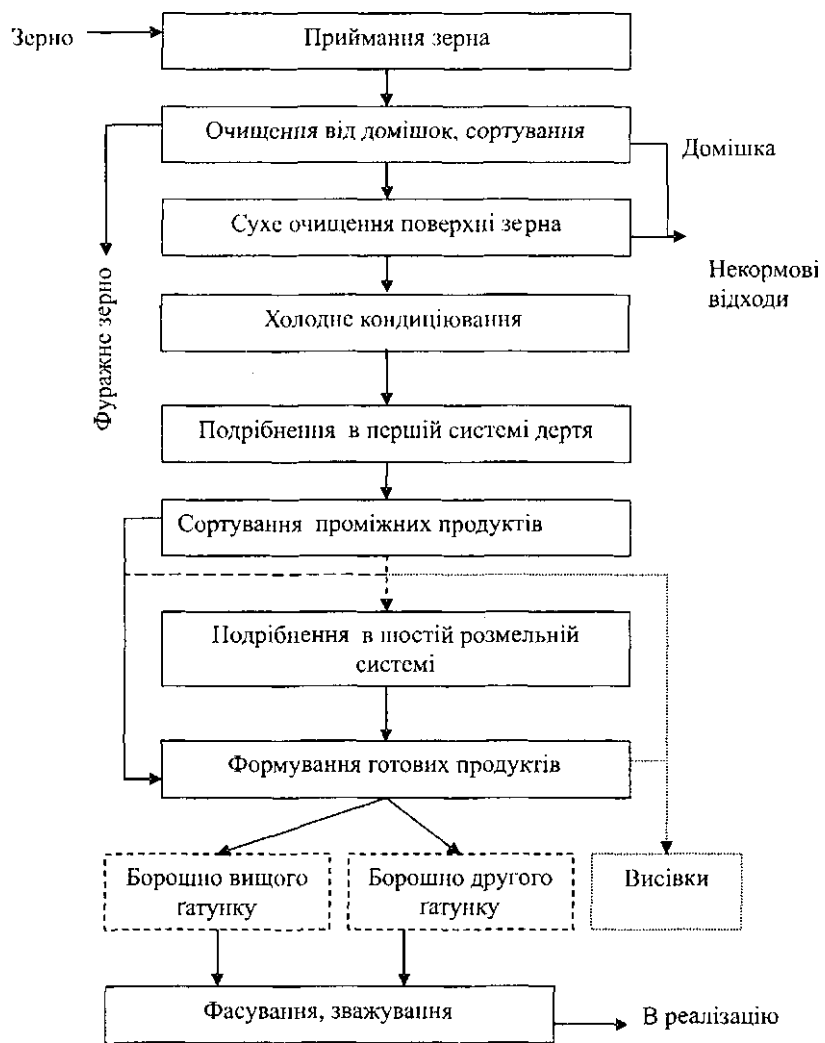 Зерно
Приймання зерна
Очищення від домішок, сортування
Домішка
Сухе очищення поверхні зерна
Некормові
відходи
Фуражне зерно
Холодне кондиціювання
Подрібнення в першій системі дертя
Сортування проміжних продуктів
Подрібнення в шостій розмельній
системі
Формування готових продуктів
Борошно вищого
ґатунку
Борошно другого
ґатунку
Висівки
Фасування, зважування
В реалізацію